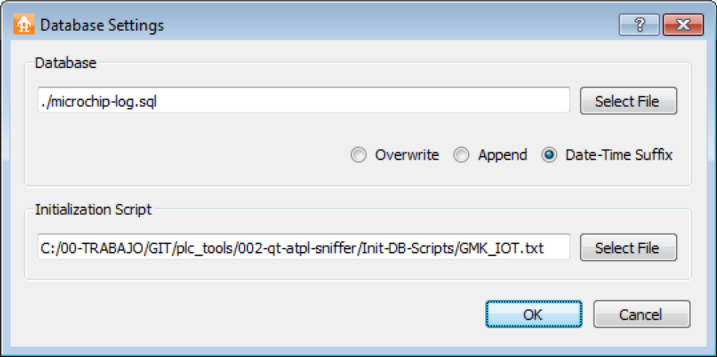 Database Settings
Database
./microchip-log.sql
Select File
Overwrite
Append
Date-Time Suffix
Initialization Script
C:/00-TRABAJO/GIT/plc_tools/002-qt-atpl-sniffer/Init-DB-Scripts/GMK_IOT.txt
Select File
OK
Cancel